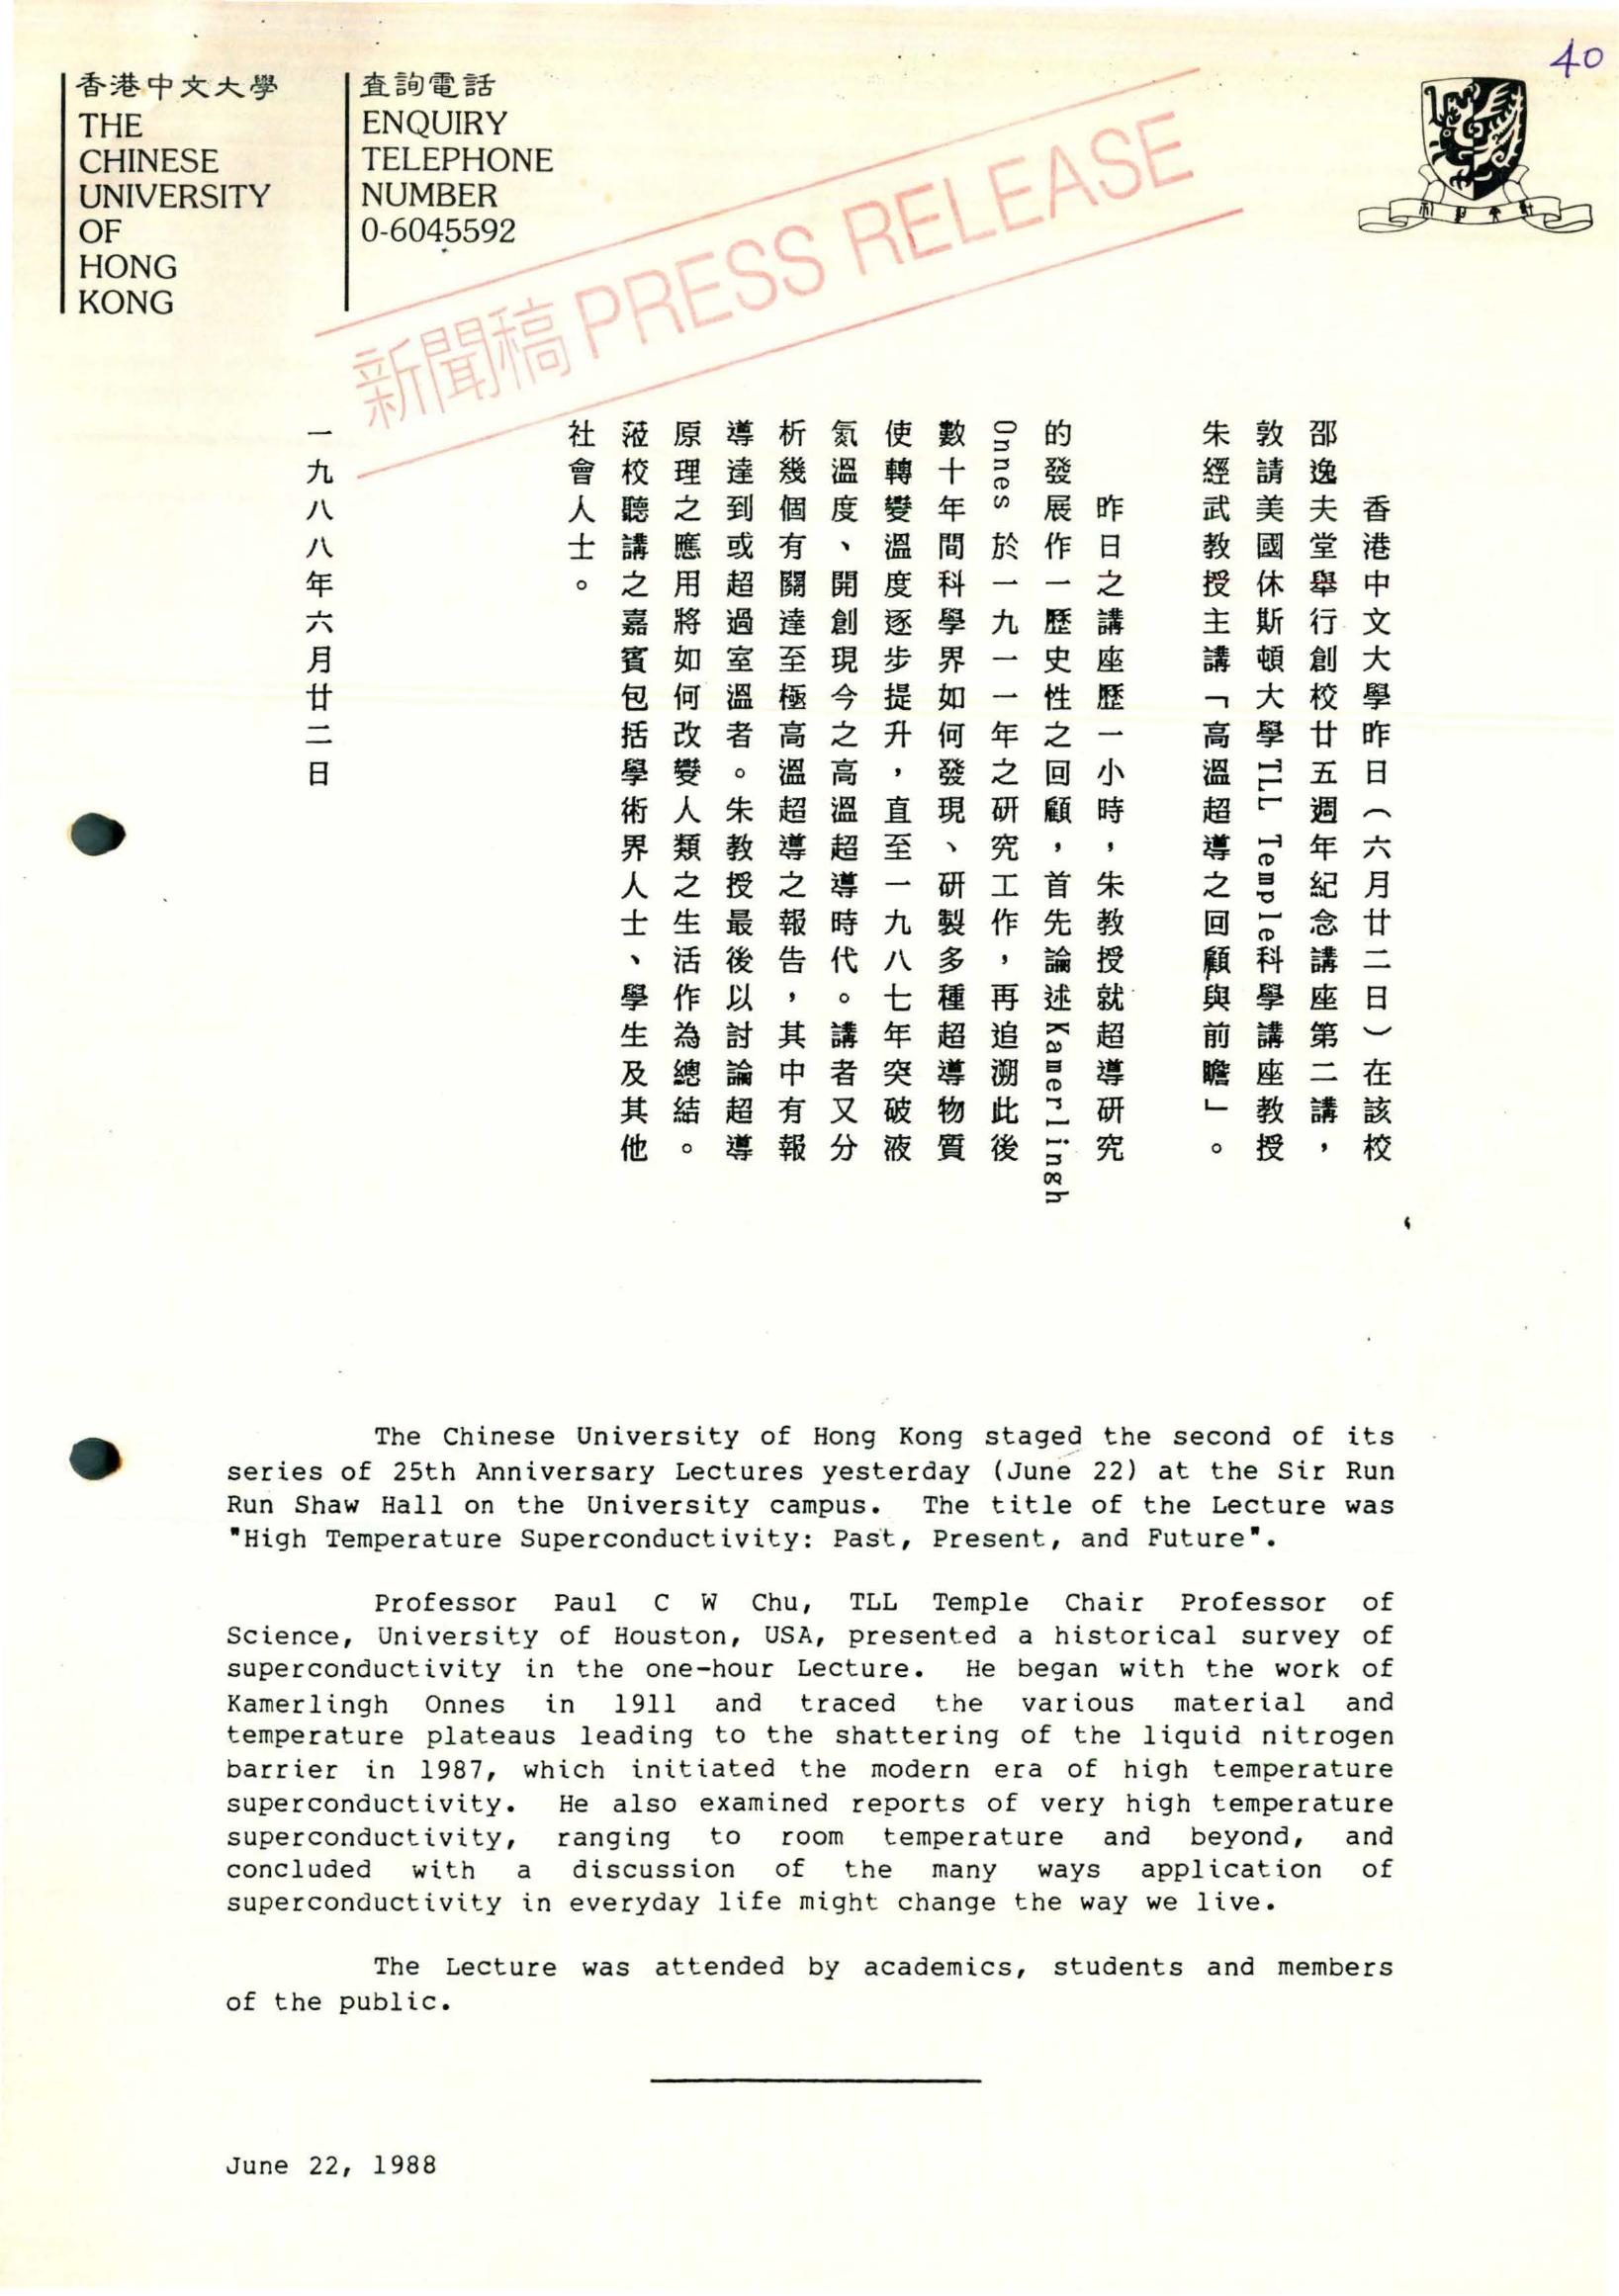 40
香港中文大學
THE
CHINESE
UNIVERSITY
OF
HONG
KONG
查詢電話
ENQUIRY
TELEPHONE
NUMBER
0-6045592
新聞稿 PRESS RELEASE
香港中文大學昨日（六月廿二日）在該校
邵逸夫堂舉行創校廿五週年紀念講座第二講，
敦請美國休斯頓大學TLL Temple科學講座教授
朱經武教授主講「高溫超導之回顧與前瞻」。
昨日之講座歷一小時，朱教授就超導研究
的發展作一歷史性之回顧，首先論述Kamerlingh
Onnes 於一九一一年之研究工作，再追溯此後
數十年間科學界如何發現、研製多種超導物質
使轉變溫度逐步提升，直至一九八七年突破液
氮溫度、開創現今之高溫超導時代。講者又分
析幾個有關達至極高溫超導之報告，其中有報
導達到或超過室溫者。朱教授最後以討論超導
原理之應用將如何改變人類之生活作為總結。
蒞校聽講之嘉賓包括學術界人士、學生及其他
社會人士。
一九八八年六月廿二日
The Chinese University of Hong Kong staged the second of its
series of 25th Anniversary Lectures yesterday (June 22) at the Sir Run
Run Shaw Hall on the University campus. The title of the Lecture was
"High Temperature Superconductivity: Past, Present, and Future".
Professor Paul C W Chu, TLL Temple Chair Professor of
Science, University of Houston, USA, presented a historical survey of
superconductivity in the one-hour Lecture. He began with the work of
Kamerlingh Onnes in 1911 and traced the various material and
temperature plateaus leading to the shattering of the liquid nitrogen
barrier in 1987, which initiated the modern era of high temperature
superconductivity. He also examined reports of very high temperature
superconductivity, ranging to room temperature and beyond, and
concluded with a discussion of the many ways application of
superconductivity in everyday life might change the way we live.
The Lecture was attended by academics, students and members
of the public.
June 22, 1988